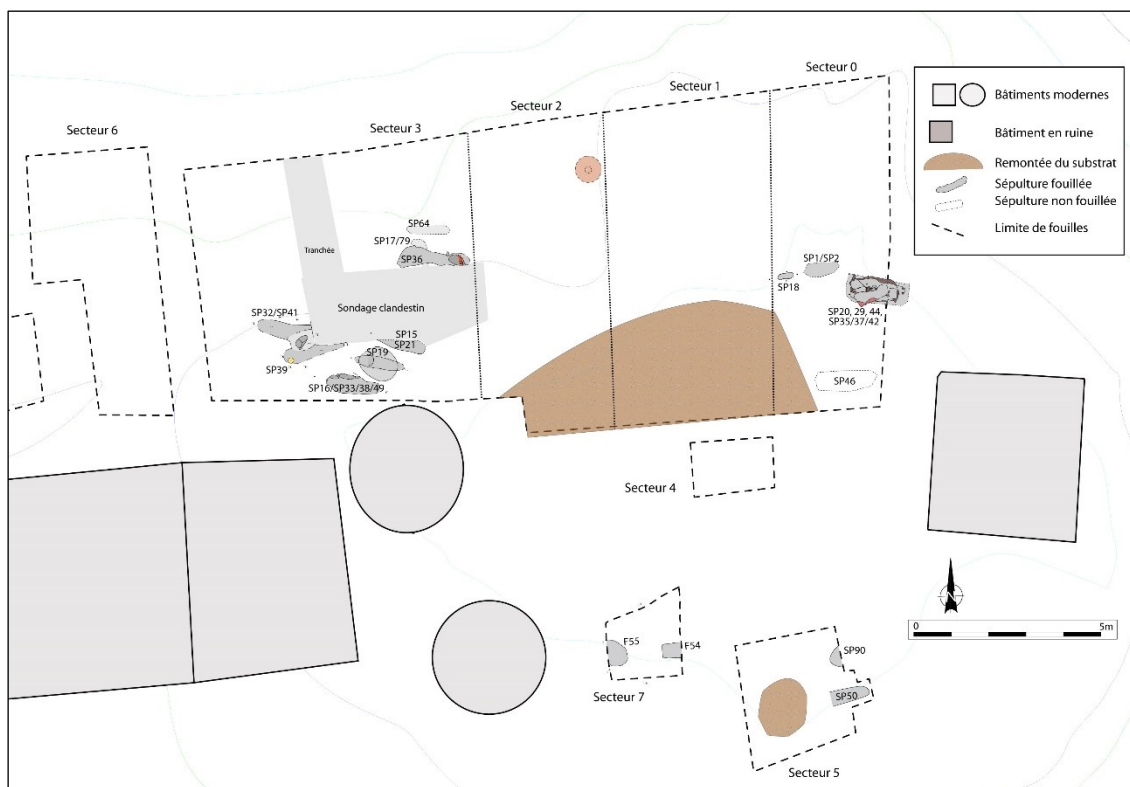 Secteur 0
Secteur 1
Secteur 2
Secteur 3
Secteur 6
Bâtiments modernes
Bâtiment en ruine
Remontée du substrat
Sépulture fouillée
Sépulture non fouillée
Limite de fouilles
SP64
SP17/79
SP36
Tranchée
Sondage clandestin
SP1/SP2
SP18
SP20, 29, 44,
SP35/37/42
SP32/SP41
SP15
SP21
SP19
SP39
SP16/SP33/38/49
SP46
Secteur 4
N
0
5m
F55
F54
Secteur 7
SP90
SP50
Secteur 5